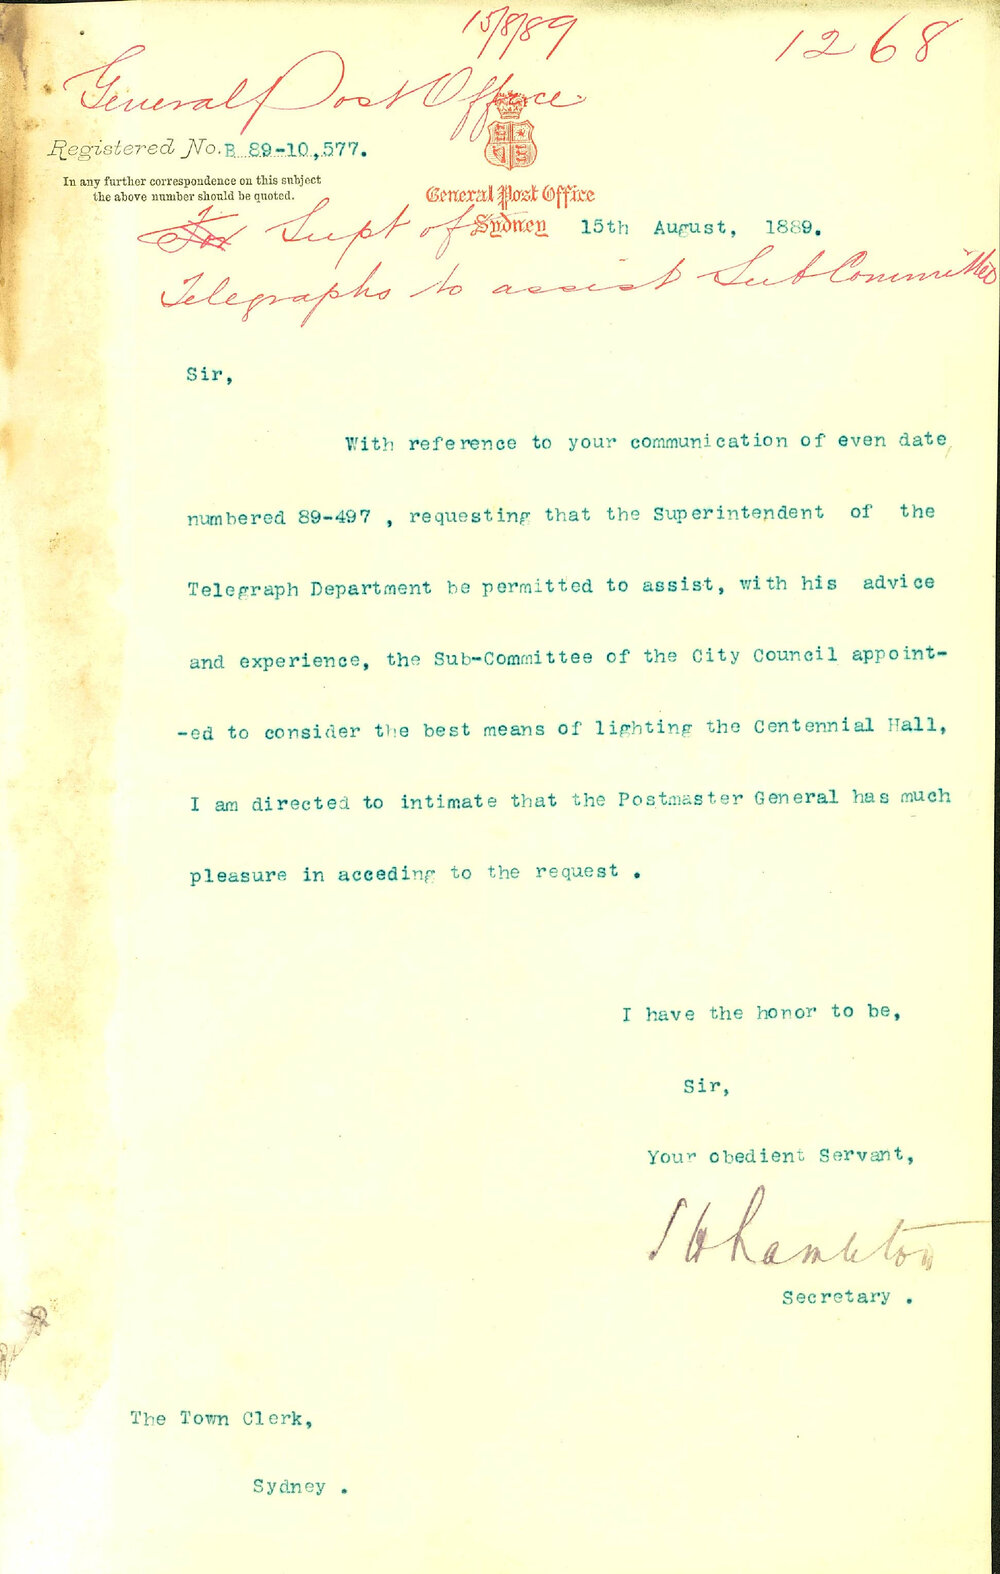 15/8/89
1268
General Post Office
Registered No. B 89-10,577.
In any further correspondence on this subject
the above number should be quoted.
General Post Office
Sydney 15th August, 1889.
Supt of
Telegraphs to assist Sub Committee
Sir,
With reference to your communication of even date,
numbered 89-497 , requesting that the Superintendent of the
Telegraph Department be permitted to assist, with his advice
and experience, the Sub-Committee of the City Council appoint-
-ed to consider the best means of lighting the Centennial Hall,
I am directed to intimate that the Postmaster General has much
pleasure in acceding to the request .
I have the honor to be,
Sir,
Your obedient Servant,
S H Lambton
Secretary .
The Town Clerk,
Sydney .